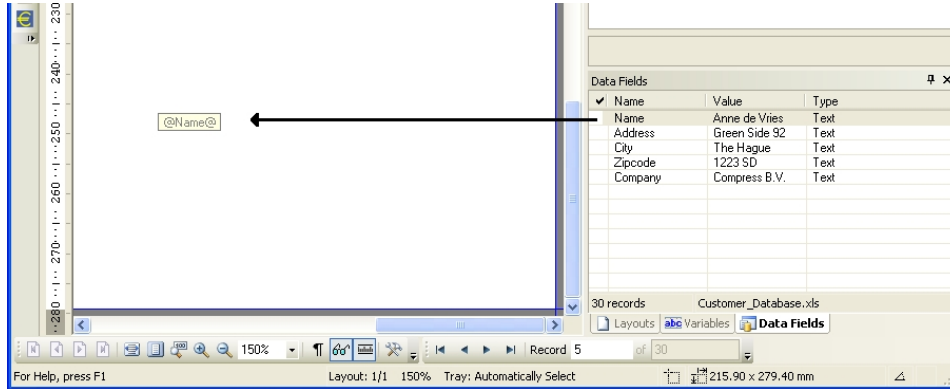 230
240
250
260
270
280
@Name@
Data Fields
Name Value Type
Name Anne de Vries Text
Address Green Side 92 Text
City The Hague Text
Zipcode 1223 SD Text
Company Compress B.V. Text
30 records Customer_Database.xls
Layouts abc Variables Data Fields
150% Record 5 of 30
For Help, press F1 Layout: 1/1 150% Tray: Automatically Select 215.90 x 279.40 mm